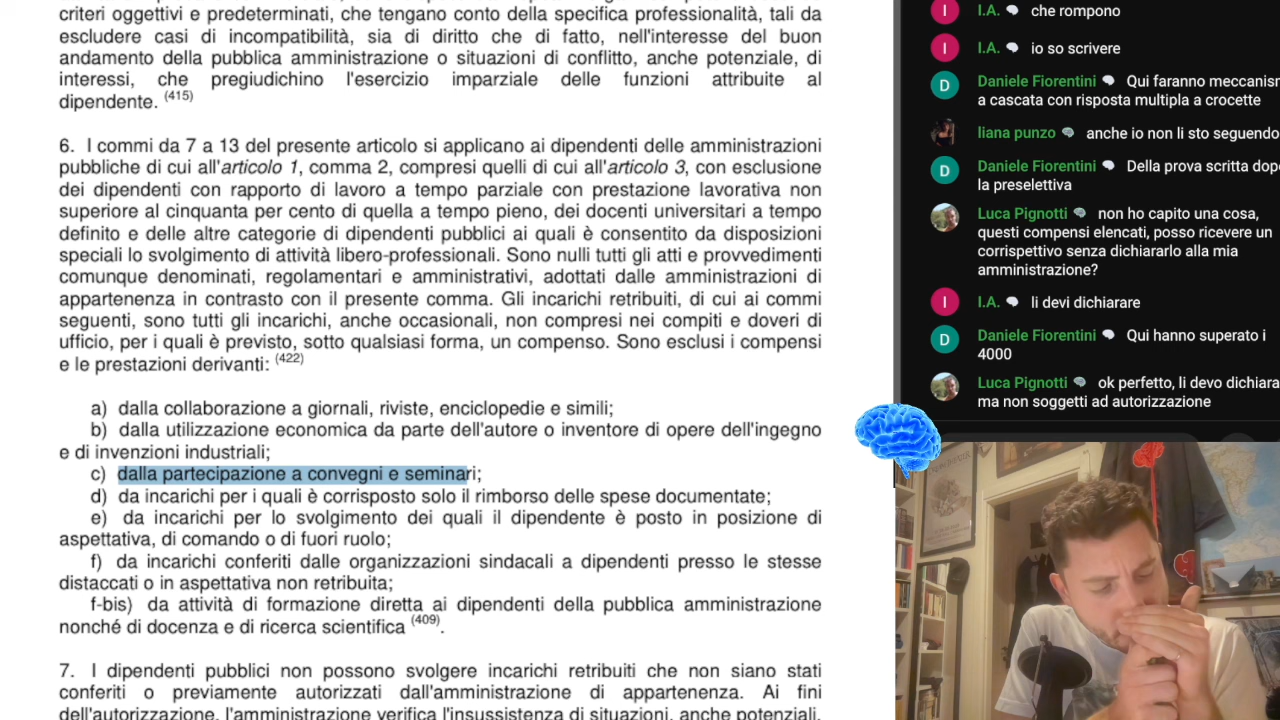 criteri oggettivi e predeterminati, che tengano conto della specifica professionalità, tali da
escludere casi di incompatibilità, sia di diritto che di fatto, nell'interesse del buon
andamento della pubblica amministrazione o situazioni di conflitto, anche potenziale, di
interessi, che pregiudichino l'esercizio imparziale delle funzioni attribuite al
dipendente. (415)
6. I commi da 7 a 13 del presente articolo si applicano ai dipendenti delle amministrazioni
pubbliche di cui all'articolo 1, comma 2, compresi quelli di cui all'articolo 3, con esclusione
dei dipendenti con rapporto di lavoro a tempo parziale con prestazione lavorativa non
superiore al cinquanta per cento di quella a tempo pieno, dei docenti universitari a tempo
definito e delle altre categorie di dipendenti pubblici ai quali è consentito da disposizioni
speciali lo svolgimento di attività libero-professionali. Sono nulli tutti gli atti e provvedimenti
comunque denominati, regolamentari e amministrativi, adottati dalle amministrazioni di
appartenenza in contrasto con il presente comma. Gli incarichi retribuiti, di cui ai commi
seguenti, sono tutti gli incarichi, anche occasionali, non compresi nei compiti e doveri di
ufficio, per i quali è previsto, sotto qualsiasi forma, un compenso. Sono esclusi i compensi
e le prestazioni derivanti: (422)
a) dalla collaborazione a giornali, riviste, enciclopedie e simili;
b) dalla utilizzazione economica da parte dell'autore o inventore di opere dell'ingegno
e di invenzioni industriali;
c) dalla partecipazione a convegni e seminari;
d) da incarichi per i quali è corrisposto solo il rimborso delle spese documentate;
e) da incarichi per lo svolgimento dei quali il dipendente è posto in posizione di
aspettativa, di comando o di fuori ruolo;
f) da incarichi conferiti dalle organizzazioni sindacali a dipendenti presso le stesse
distaccati o in aspettativa non retribuita;
f-bis) da attività di formazione diretta ai dipendenti della pubblica amministrazione
nonché di docenza e di ricerca scientifica (409).
7. I dipendenti pubblici non possono svolgere incarichi retribuiti che non siano stati
conferiti o previamente autorizzati dall'amministrazione di appartenenza. Ai fini
dell'autorizzazione, l'amministrazione verifica l'insussistenza di situazioni, anche potenziali,
I I.A. che rompono
I I.A. io so scrivere
D Daniele Fiorentini Qui faranno meccanism
a cascata con risposta multipla a crocette
liana punzo anche io non li sto seguendo
D Daniele Fiorentini Della prova scritta dop
la preselettiva
Luca Pignotti non ho capito una cosa,
questi compensi elencati, posso ricevere un
corrispettivo senza dichiararlo alla mia
amministrazione?
I I.A. li devi dichiarare
D Daniele Fiorentini Qui hanno superato i
4000
Luca Pignotti ok perfetto, li devo dichiara
ma non soggetti ad autorizzazione